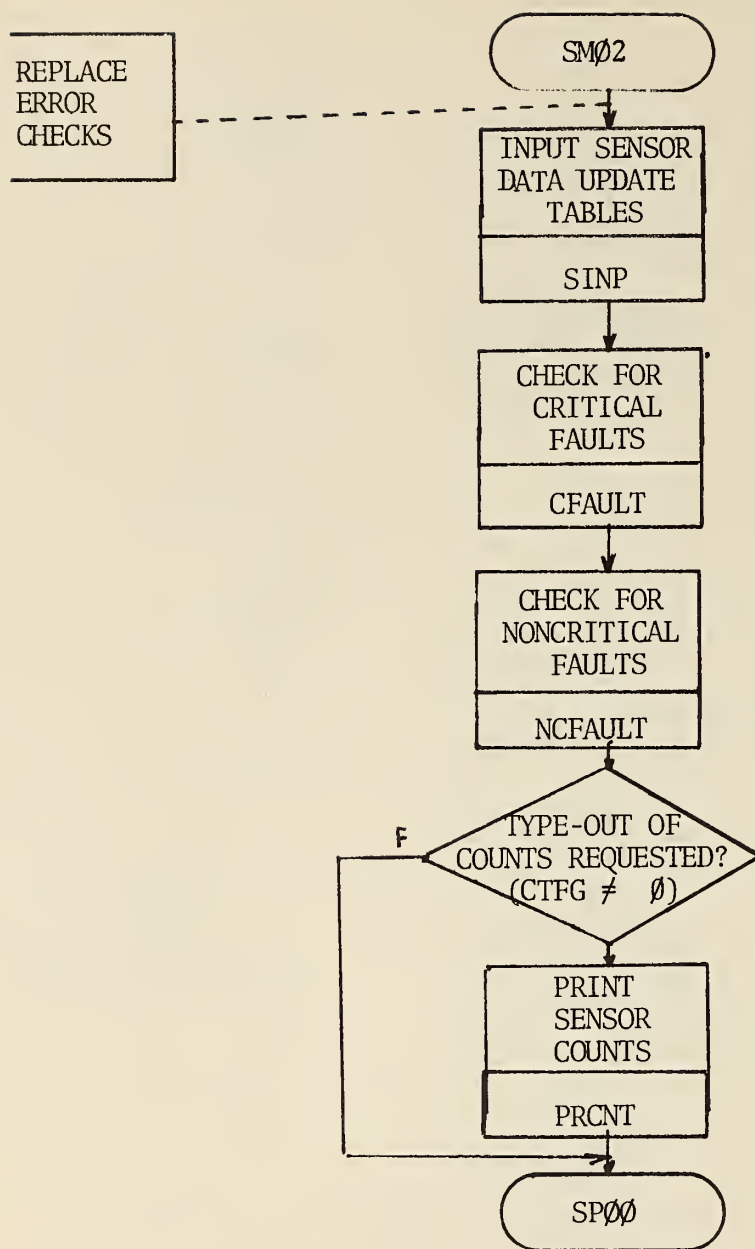 REPLACE
ERROR
CHECKS
SMØ2
INPUT SENSOR
DATA UPDATE
TABLES
SINP
CHECK FOR
CRITICAL
FAULTS
CFAULT
CHECK FOR
NONCRITICAL
FAULTS
NCFAULT
F
TYPE-OUT OF
COUNTS REQUESTED?
(CTFG ≠ Ø)
PRINT
SENSOR
COUNTS
PRCNT
SPØØ